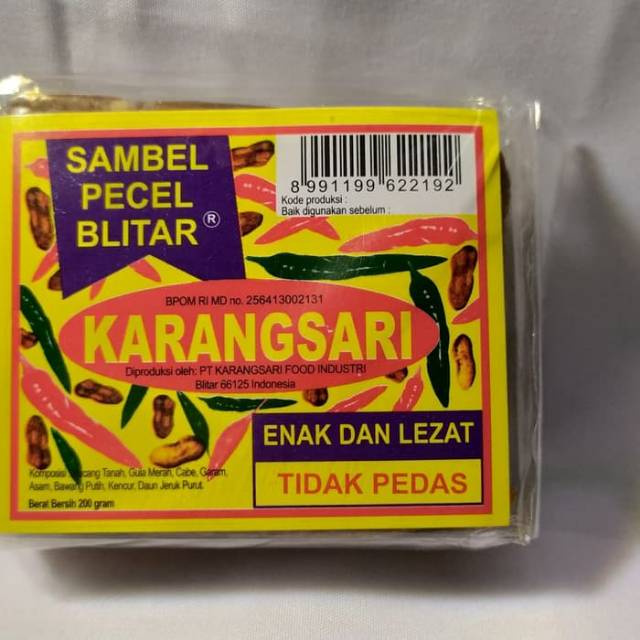 SAMBEL
PECEL
BLITAR ®
8 991199 622192
Kode produksi :
Baik digunakan sebelum :
BPOM RI MD no. 256413002131
KARANGSARI
Diproduksi oleh: PT KARANGSARI FOOD INDUSTRI
Blitar 66125 Indonesia
ENAK DAN LEZAT
TIDAK PEDAS
Komposisi Tanah, Gula Merah, Cabe, Garam,
Asam, Bawang Putih, Kencur, Daun Jeruk Purut.
Berat Bersih 200 gram